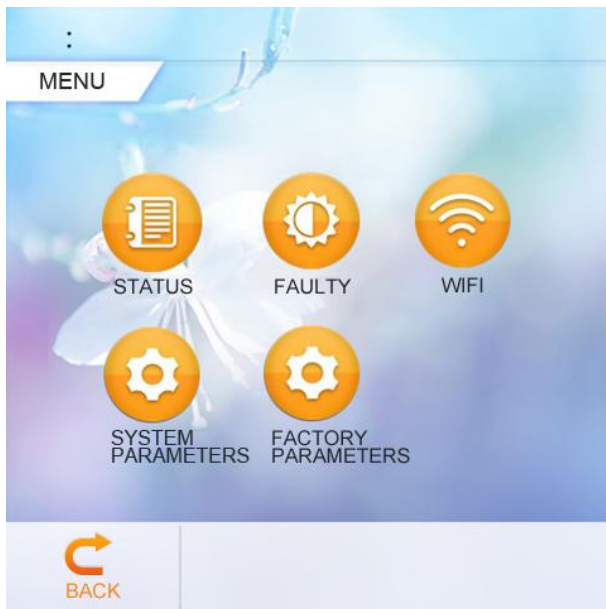 :
MENU
STATUS
FAULTY
WIFI
SYSTEM
PARAMETERS
FACTORY
PARAMETERS
BACK